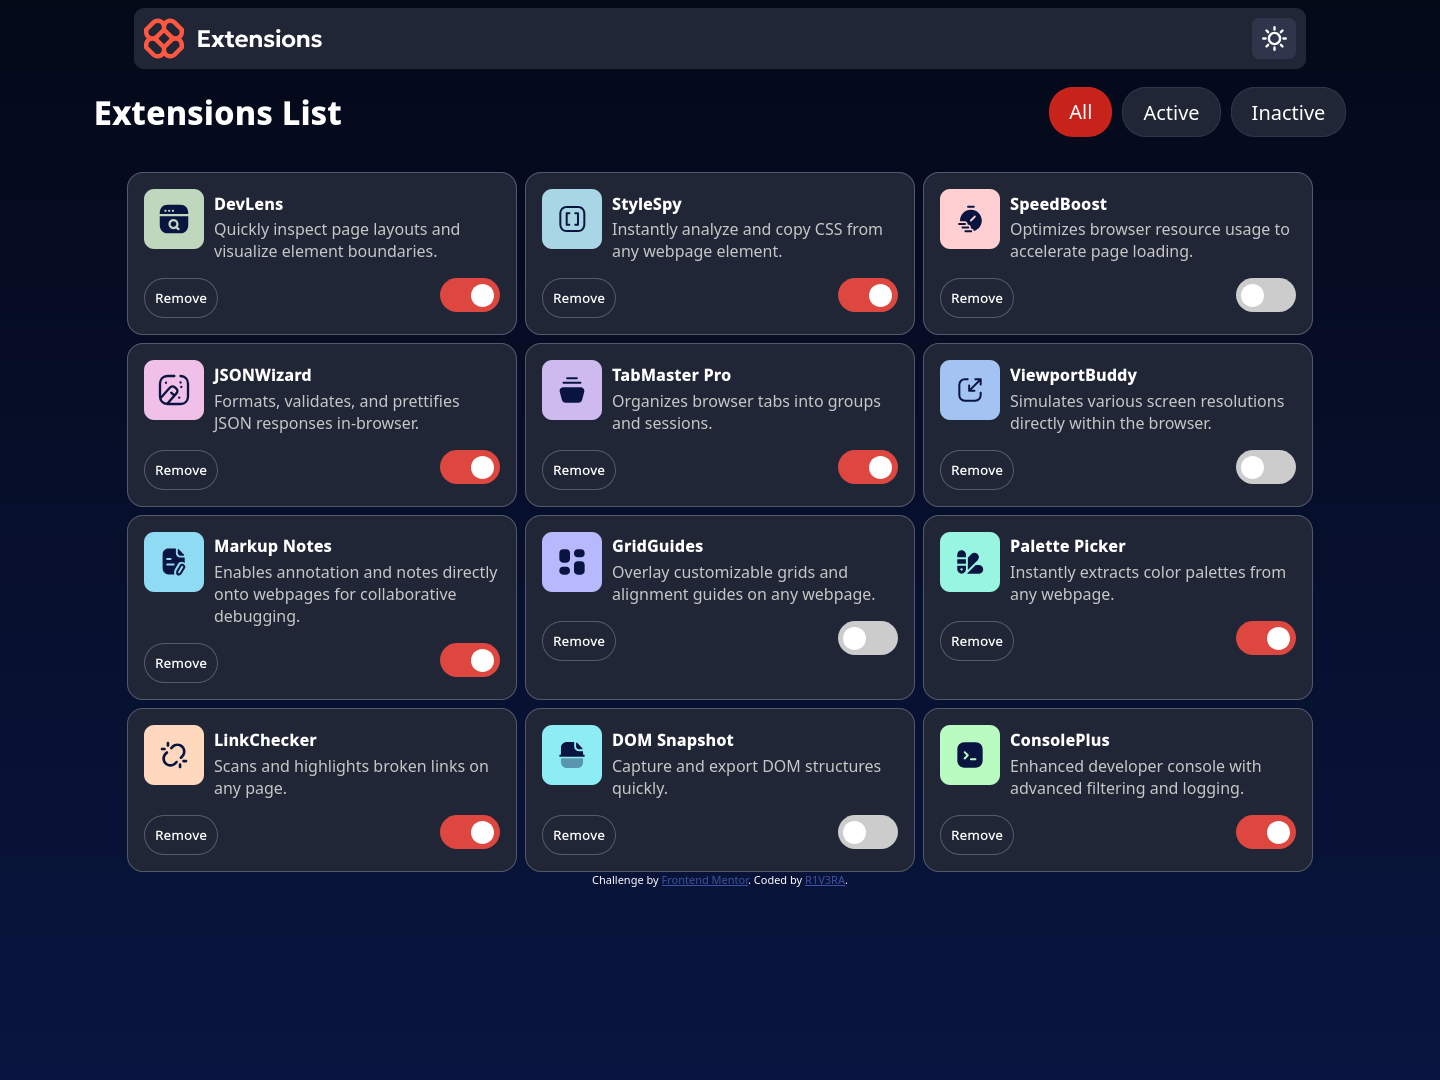 Extensions
Extensions List
All
Active
Inactive
DevLens
Quickly inspect page layouts and
visualize element boundaries.
Remove
StyleSpy
Instantly analyze and copy CSS from
any webpage element.
Remove
SpeedBoost
Optimizes browser resource usage to
accelerate page loading.
Remove
JSONWizard
Formats, validates, and prettifies
JSON responses in-browser.
Remove
TabMaster Pro
Organizes browser tabs into groups
and sessions.
Remove
ViewportBuddy
Simulates various screen resolutions
directly within the browser.
Remove
Markup Notes
Enables annotation and notes directly
onto webpages for collaborative
debugging.
Remove
GridGuides
Overlay customizable grids and
alignment guides on any webpage.
Remove
Palette Picker
Instantly extracts color palettes from
any webpage.
Remove
LinkChecker
Scans and highlights broken links on
any page.
Remove
DOM Snapshot
Capture and export DOM structures
quickly.
Remove
ConsolePlus
Enhanced developer console with
advanced filtering and logging.
Remove
Challenge by Frontend Mentor. Coded by R1V3RA.